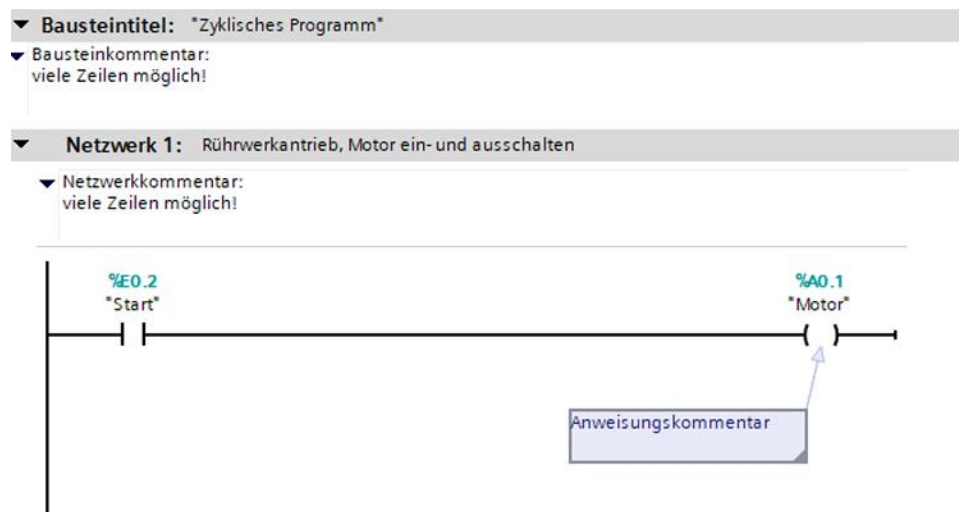 Bausteintitel: "Zyklisches Programm"
Bausteinkommentar:
viele Zeilen möglich!
Netzwerk 1: Rührwerkantrieb, Motor ein- und ausschalten
Netzwerkkommentar:
viele Zeilen möglich!
%E0.2
"Start"
%A0.1
"Motor"
Anweisungskommentar